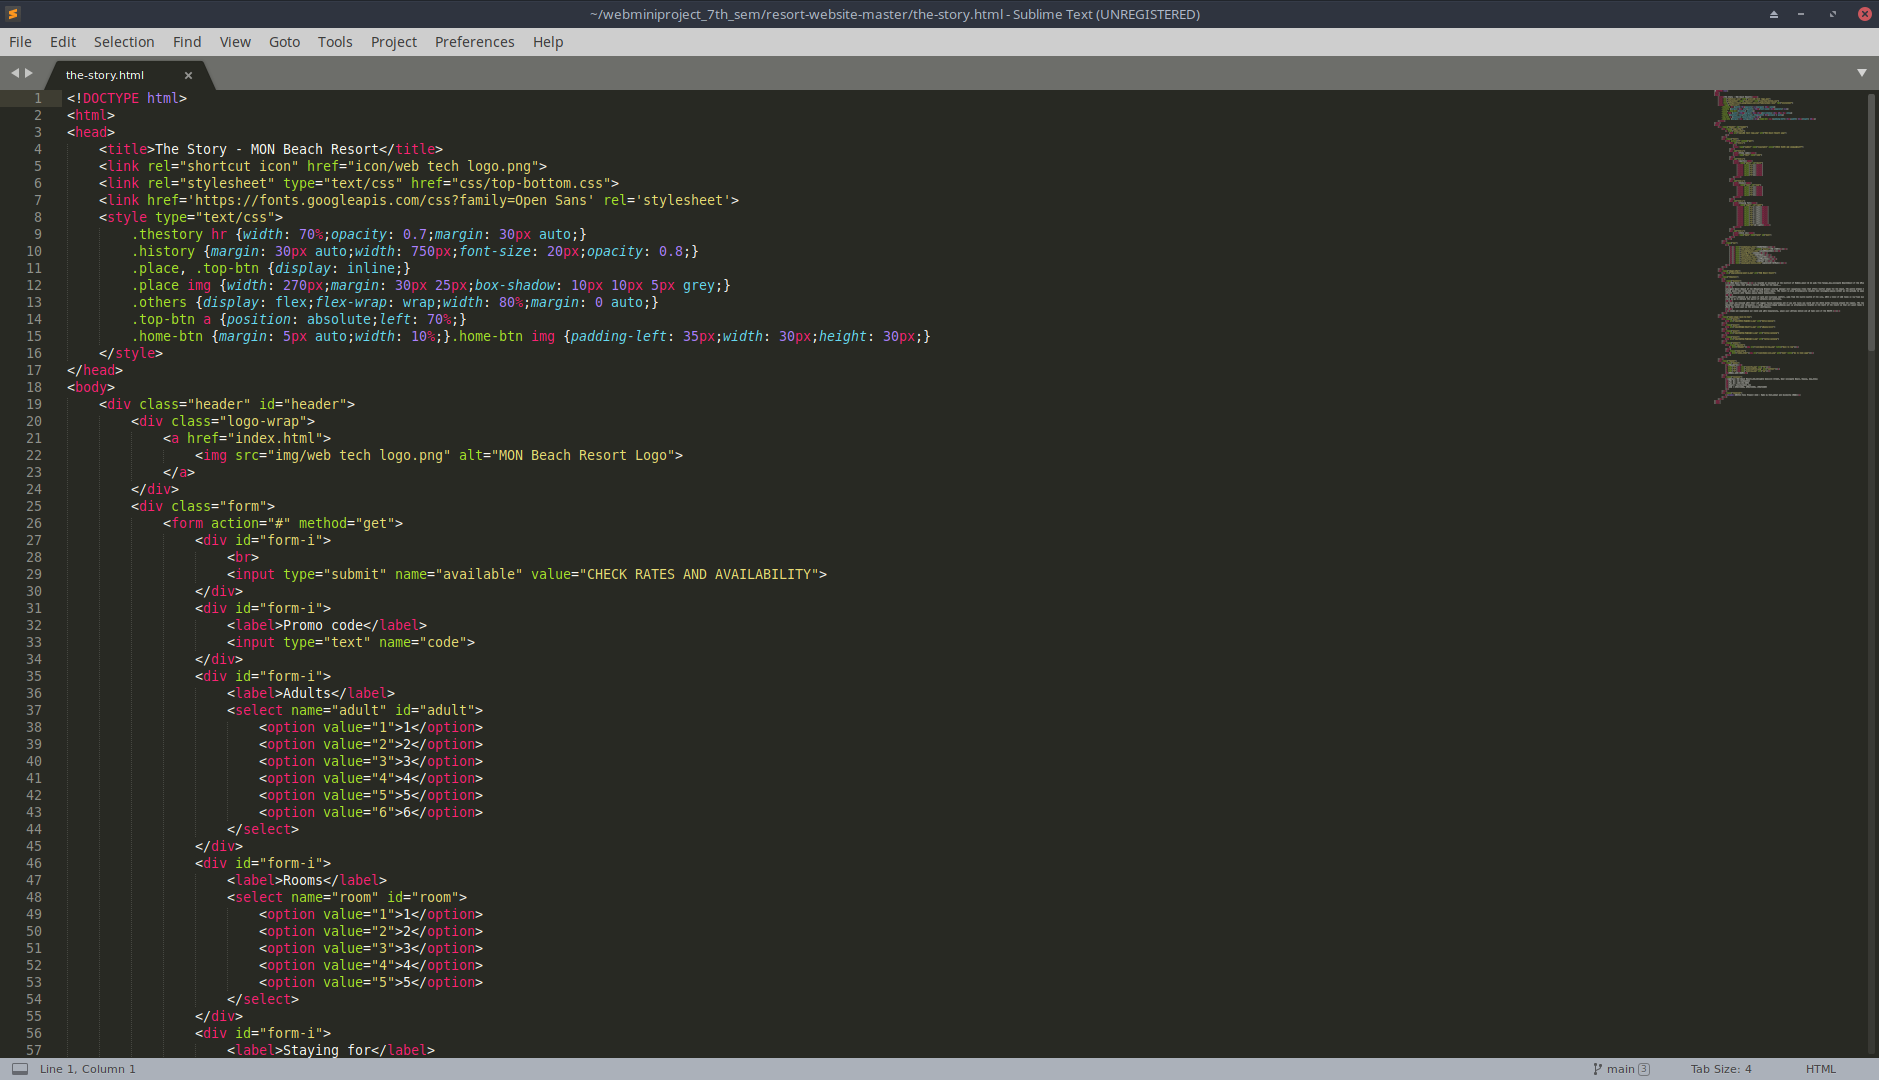 ~/webminiproject_7th_sem/resort-website-master/the-story.html - Sublime Text (UNREGISTERED)
File Edit Selection Find View Goto Tools Project Preferences Help
the-story.html
1 <!DOCTYPE html>
2 <html>
3 <head>
4     <title>The Story - MON Beach Resort</title>
5     <link rel="shortcut icon" href="icon/web tech logo.png">
6     <link rel="stylesheet" type="text/css" href="css/top-bottom.css">
7     <link href='https://fonts.googleapis.com/css?family=Open Sans' rel='stylesheet'>
8     <style type="text/css">
9         .thestory hr {width: 70%;opacity: 0.7;margin: 30px auto;}
10         .history {margin: 30px auto;width: 750px;font-size: 20px;opacity: 0.8;}
11         .place, .top-btn {display: inline;}
12         .place img {width: 270px;margin: 30px 25px;box-shadow: 10px 10px 5px grey;}
13         .others {display: flex;flex-wrap: wrap;width: 80%;margin: 0 auto;}
14         .top-btn a {position: absolute;left: 70%;}
15         .home-btn {margin: 5px auto;width: 10%;}.home-btn img {padding-left: 35px;width: 30px;height: 30px;}
16     </style>
17 </head>
18 <body>
19     <div class="header" id="header">
20         <div class="logo-wrap">
21             <a href="index.html">
22                 <img src="img/web tech logo.png" alt="MON Beach Resort Logo">
23             </a>
24         </div>
25         <div class="form">
26             <form action="#" method="get">
27                 <div id="form-i">
28                     <br>
29                     <input type="submit" name="available" value="CHECK RATES AND AVAILABILITY">
30                 </div>
31                 <div id="form-i">
32                     <label>Promo code</label>
33                     <input type="text" name="code">
34                 </div>
35                 <div id="form-i">
36                     <label>Adults</label>
37                     <select name="adult" id="adult">
38                         <option value="1">1</option>
39                         <option value="2">2</option>
40                         <option value="3">3</option>
41                         <option value="4">4</option>
42                         <option value="5">5</option>
43                         <option value="6">6</option>
44                     </select>
45                 </div>
46                 <div id="form-i">
47                     <label>Rooms</label>
48                     <select name="room" id="room">
49                         <option value="1">1</option>
50                         <option value="2">2</option>
51                         <option value="3">3</option>
52                         <option value="4">4</option>
53                         <option value="5">5</option>
54                     </select>
55                 </div>
56                 <div id="form-i">
57                     <label>Staying for</label>
Line 1, Column 1 main 3 Tab Size: 4 HTML